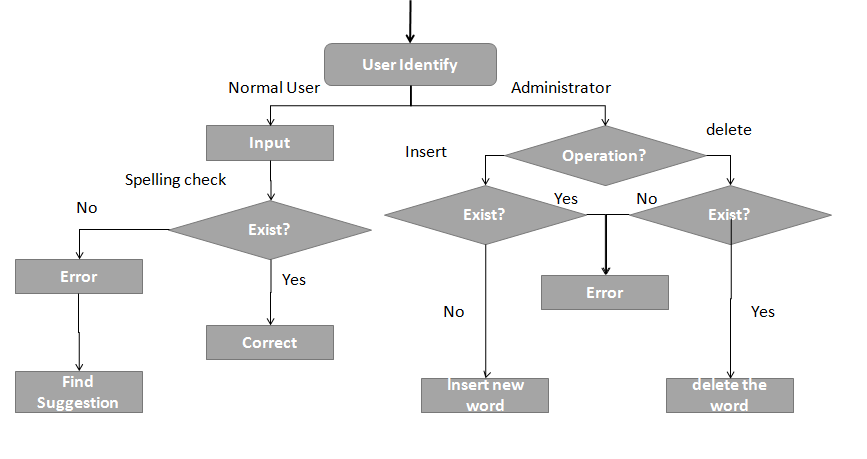 User Identify
Normal User
Administrator
Input
Operation?
delete
Insert
Spelling check
Exist?
No
Yes
Exist?
Yes
No
Exist?
Error
Correct
Find
Suggestion
Error
No
Yes
Insert new
word
delete the
word